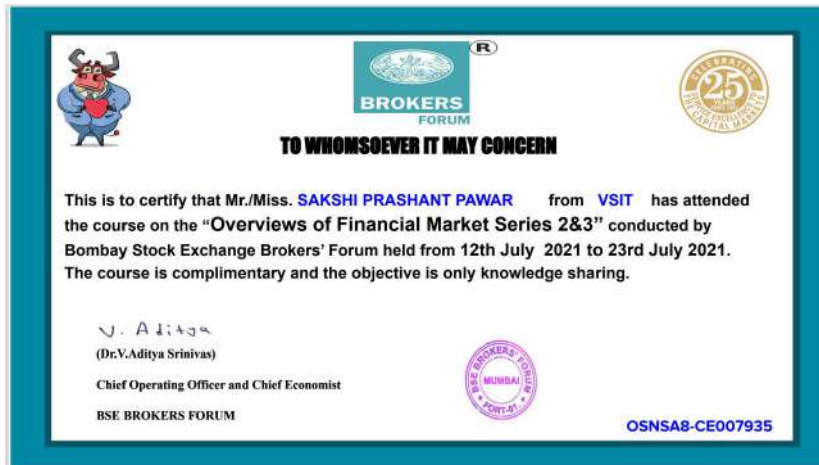 ®
BROKERS
FORUM
CELEBRATING
25
YEARS
THE CAPITAL MARKETS
TO WHOMSOEVER IT MAY CONCERN
This is to certify that Mr./Miss. SAKSHI PRASHANT PAWAR from VSIT has attended
the course on the “Overviews of Financial Market Series 2&3” conducted by
Bombay Stock Exchange Brokers’ Forum held from 12th July 2021 to 23rd July 2021.
The course is complimentary and the objective is only knowledge sharing.
V. Aditya
(Dr.V.Aditya Srinivas)
Chief Operating Officer and Chief Economist
BSE BROKERS FORUM
BSE BROKERS' FORUM
MUMBAI
FORT-01.
OSNSA8-CE007935